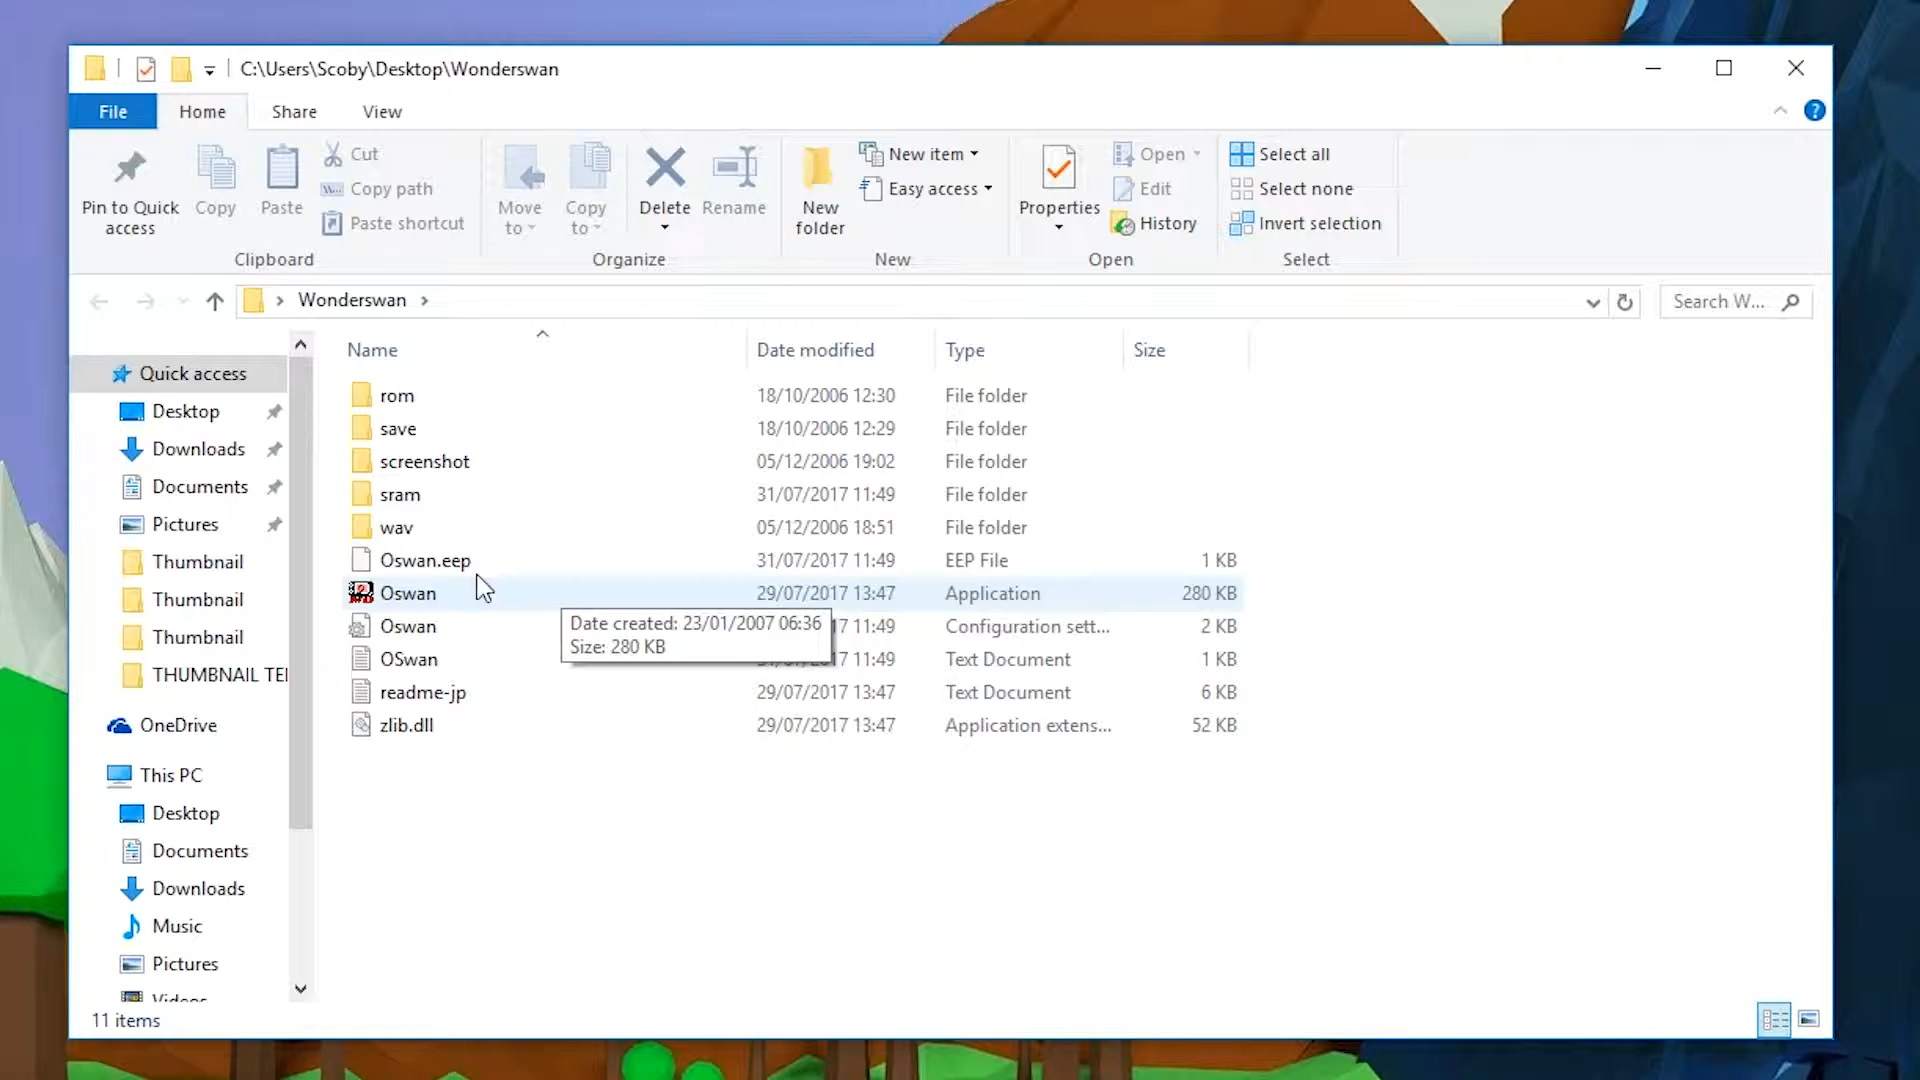 C:\Users\Scoby\Desktop\Wonderswan
File Home Share View
Pin to Quick access
Copy
Paste
Cut
Copy path
Paste shortcut
Clipboard
Move to
Copy to
Delete
Rename
Organize
New folder
New item
Easy access
New
Properties
Open
Edit
History
Open
Select all
Select none
Invert selection
Select
Wonderswan
Search W...
Quick access
Desktop
Downloads
Documents
Pictures
Thumbnail
Thumbnail
Thumbnail
THUMBNAIL TE
OneDrive
This PC
Desktop
Documents
Downloads
Music
Pictures
Videos
Name Date modified Type Size
rom 18/10/2006 12:30 File folder
save 18/10/2006 12:29 File folder
screenshot 05/12/2006 19:02 File folder
sram 31/07/2017 11:49 File folder
wav 05/12/2006 18:51 File folder
Oswan.eep 31/07/2017 11:49 EEP File 1 KB
Oswan 29/07/2017 13:47 Application 280 KB
Oswan 17 11:49 Configuration sett... 2 KB
OSwan 17 11:49 Text Document 1 KB
readme-jp 29/07/2017 13:47 Text Document 6 KB
zlib.dll 29/07/2017 13:47 Application extens... 52 KB
Date created: 23/01/2007 06:36
Size: 280 KB
11 items